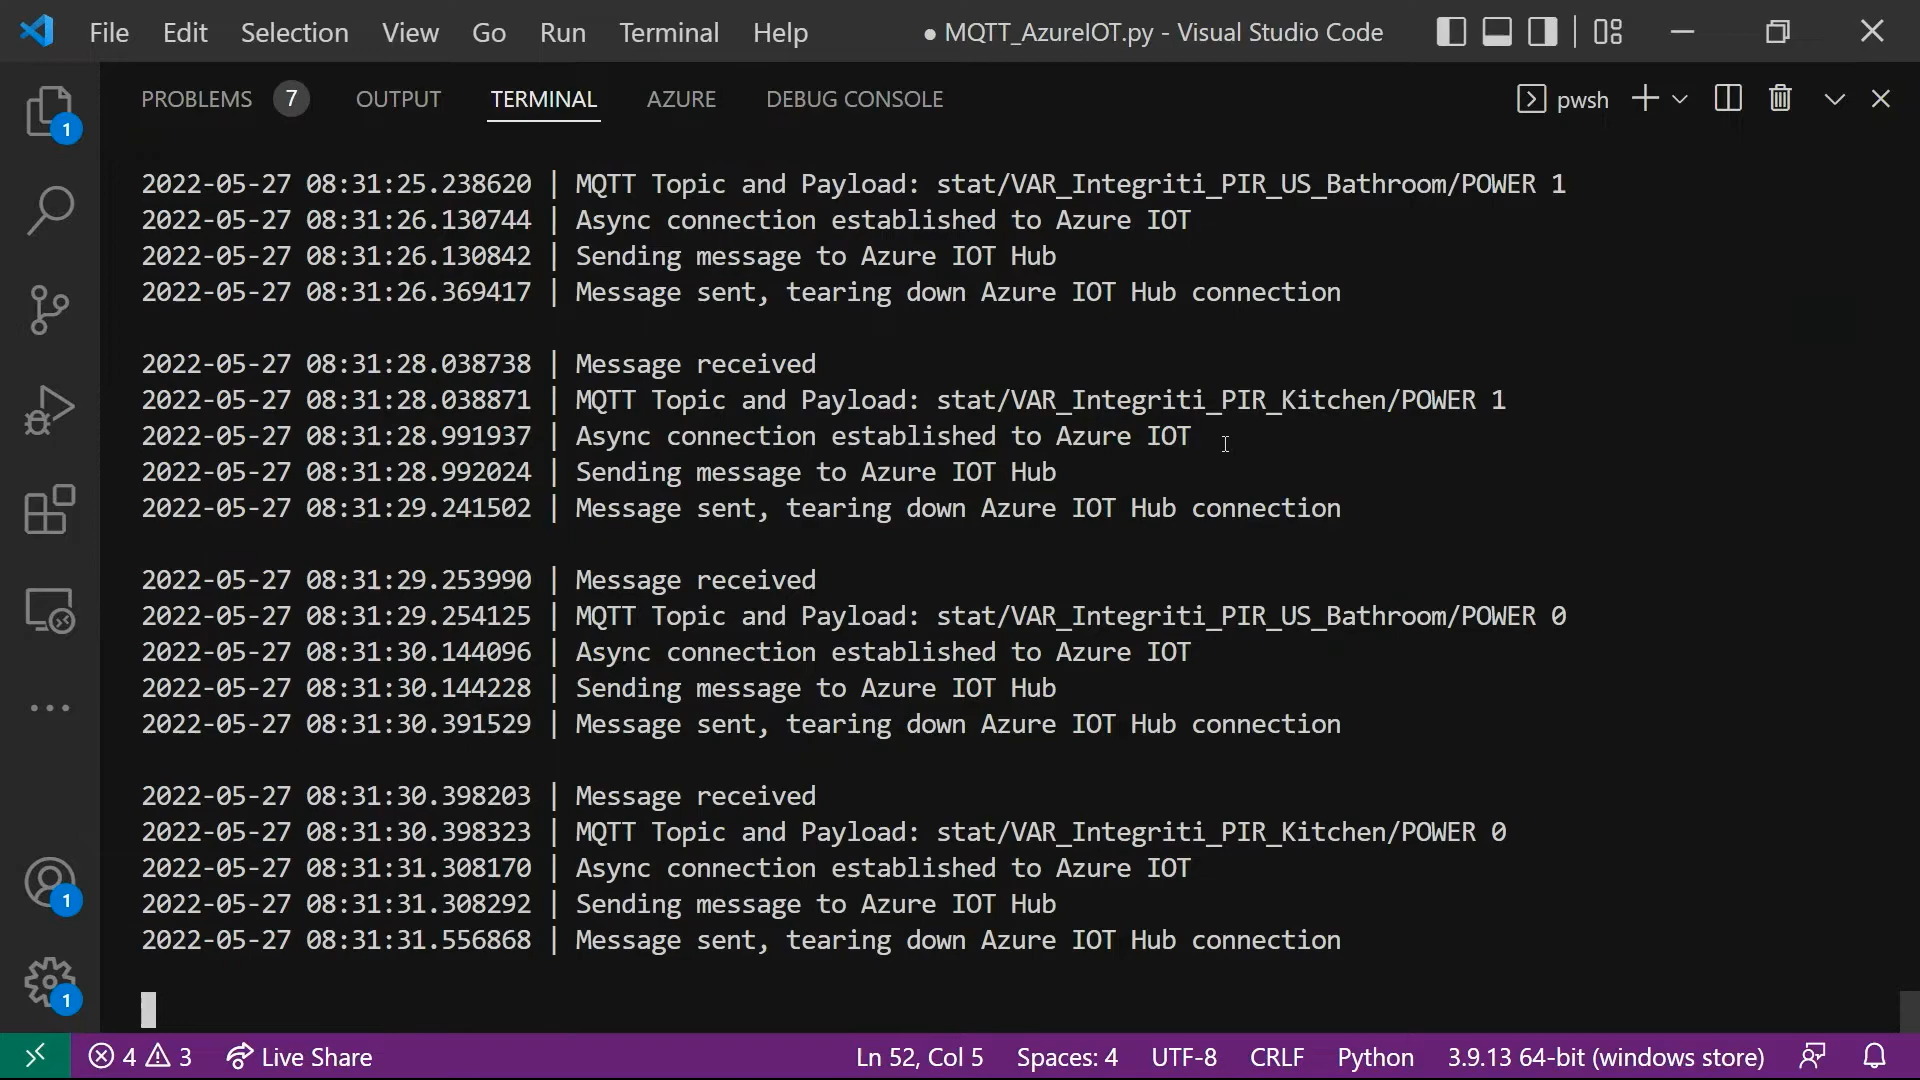 File Edit Selection View Go Run Terminal Help ● MQTT_AzureIOT.py - Visual Studio Code
PROBLEMS 7 OUTPUT TERMINAL AZURE DEBUG CONSOLE pwsh
1
2022-05-27 08:31:25.238620 | MQTT Topic and Payload: stat/VAR_Integriti_PIR_US_Bathroom/POWER 1
2022-05-27 08:31:26.130744 | Async connection established to Azure IOT
2022-05-27 08:31:26.130842 | Sending message to Azure IOT Hub
2022-05-27 08:31:26.369417 | Message sent, tearing down Azure IOT Hub connection
2022-05-27 08:31:28.038738 | Message received
2022-05-27 08:31:28.038871 | MQTT Topic and Payload: stat/VAR_Integriti_PIR_Kitchen/POWER 1
2022-05-27 08:31:28.991937 | Async connection established to Azure IOT
2022-05-27 08:31:28.992024 | Sending message to Azure IOT Hub
2022-05-27 08:31:29.241502 | Message sent, tearing down Azure IOT Hub connection
2022-05-27 08:31:29.253990 | Message received
2022-05-27 08:31:29.254125 | MQTT Topic and Payload: stat/VAR_Integriti_PIR_US_Bathroom/POWER 0
2022-05-27 08:31:30.144096 | Async connection established to Azure IOT
2022-05-27 08:31:30.144228 | Sending message to Azure IOT Hub
2022-05-27 08:31:30.391529 | Message sent, tearing down Azure IOT Hub connection
2022-05-27 08:31:30.398203 | Message received
2022-05-27 08:31:30.398323 | MQTT Topic and Payload: stat/VAR_Integriti_PIR_Kitchen/POWER 0
2022-05-27 08:31:31.308170 | Async connection established to Azure IOT
1
2022-05-27 08:31:31.308292 | Sending message to Azure IOT Hub
2022-05-27 08:31:31.556868 | Message sent, tearing down Azure IOT Hub connection
1
4 3 Live Share Ln 52, Col 5 Spaces: 4 UTF-8 CRLF Python 3.9.13 64-bit (windows store)